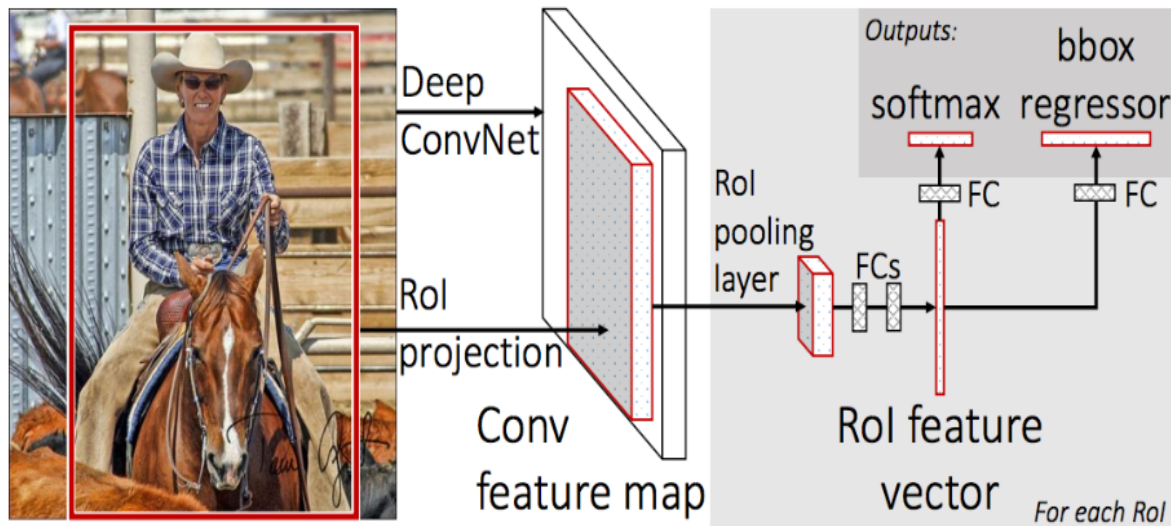 Deep
ConvNet
RoI
projection
Conv
feature map
RoI
pooling
layer
FCs
RoI feature
vector
Outputs:
softmax
bbox
regressor
FC
FC
For each RoI